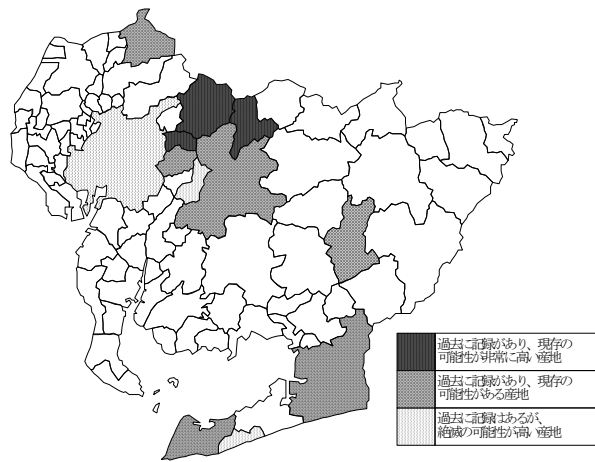 過去に記録があり、現存の
可能性が非常に高い産地
過去に記録があり、現存の
可能性がある産地
過去に記録はあるが、
絶滅の可能性が高い産地